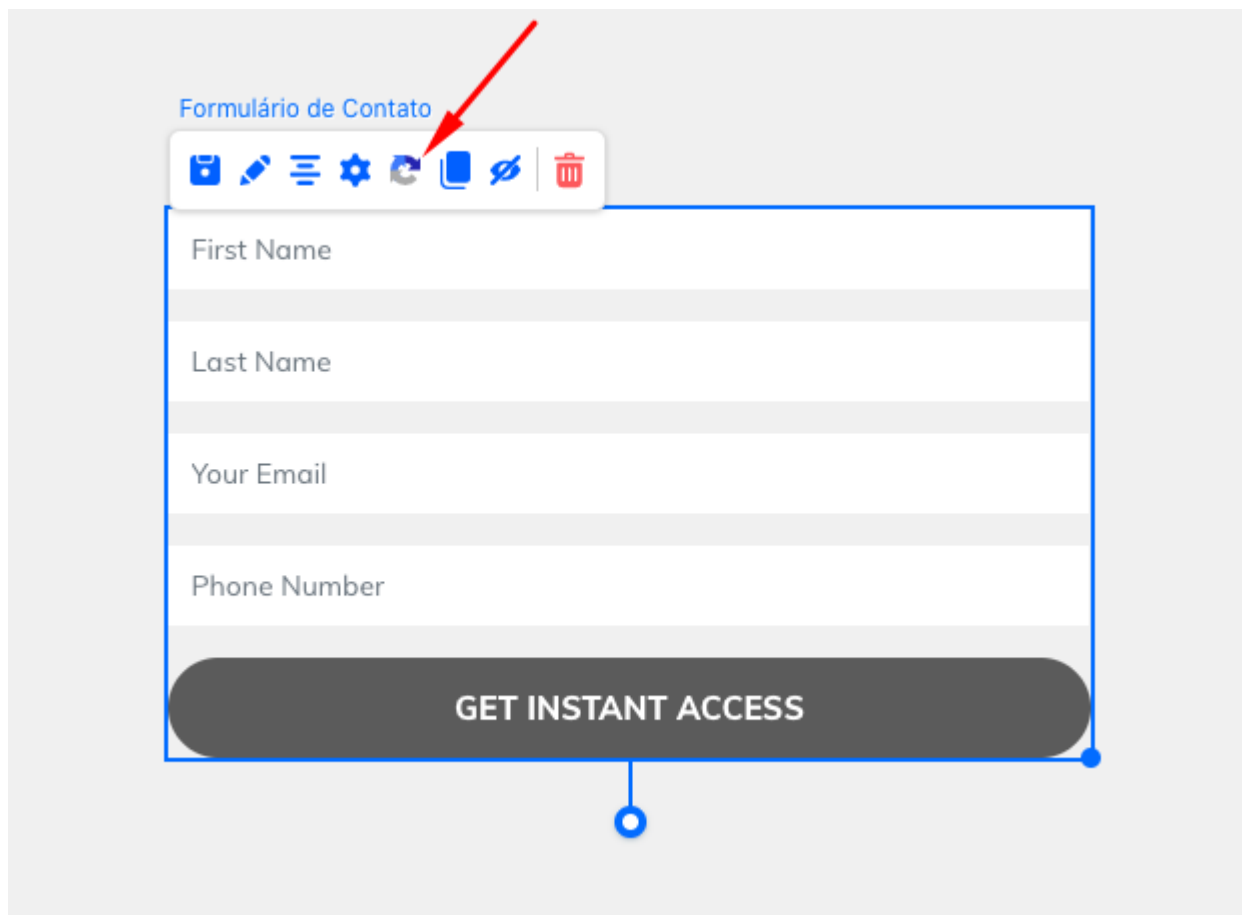 Formulário de Contato
First Name
Last Name
Your Email
Phone Number
GET INSTANT ACCESS